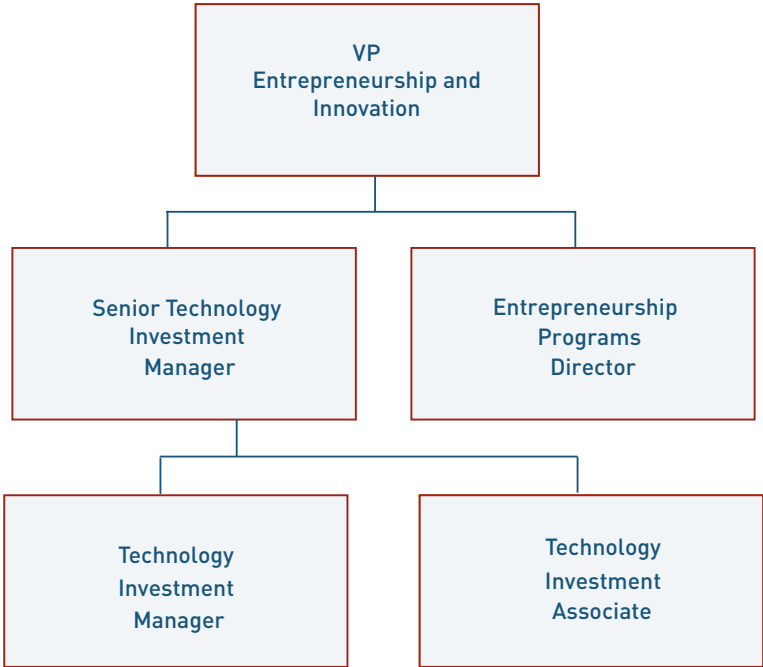 VP
Entrepreneurship and
Innovation
Senior Technology
Investment
Manager
Entrepreneurship
Programs
Director
Technology
Investment
Manager
Technology
Investment
Associate